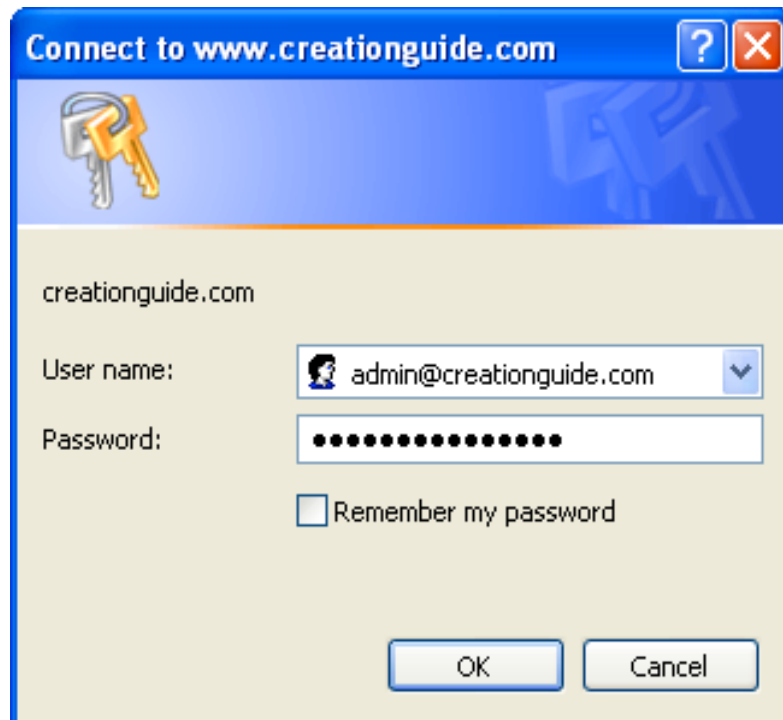 Connect to www.creationguide.com
creationguide.com
User name: admin@creationguide.com
Password: ●●●●●●●●●●●●●●●
Remember my password
OK Cancel